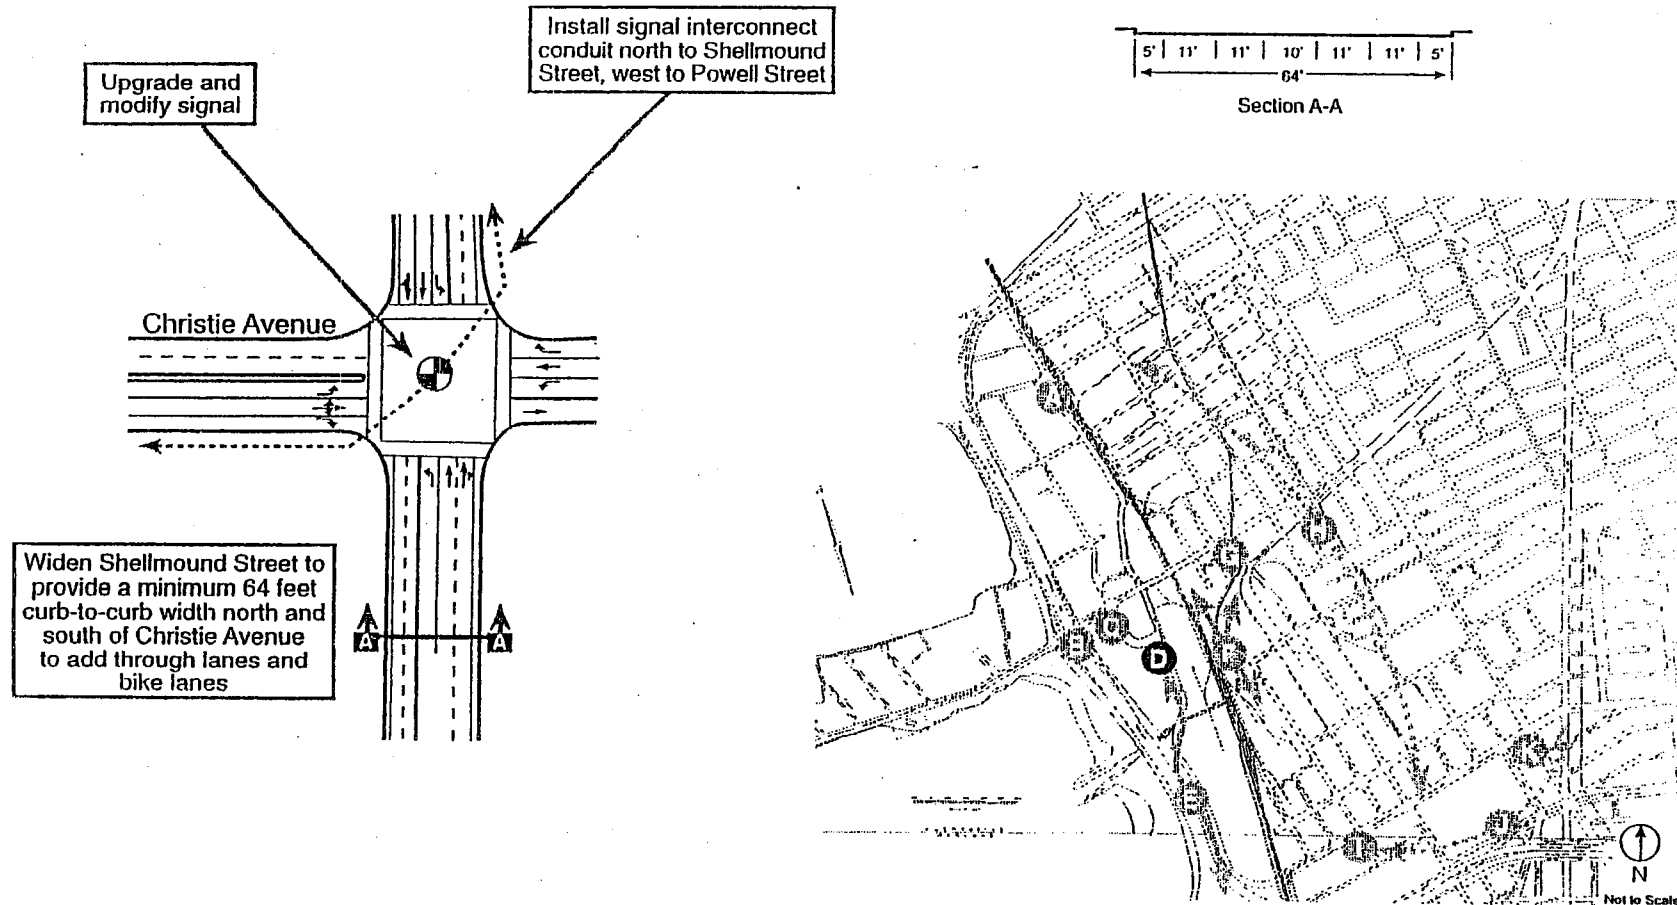 Install signal interconnect
conduit north to Shellmound
Street, west to Powell Street
Upgrade and
modify signal
5' 11' 11' 10' 11' 11' 5'
64'
Section A-A
Christie Avenue
Widen Shellmound Street to
provide a minimum 64 feet
curb-to-curb width north and
south of Christie Avenue
to add through lanes and
bike lanes
A A
A
H
G
B
D
F
E
K
J
I
N
Not to Scale